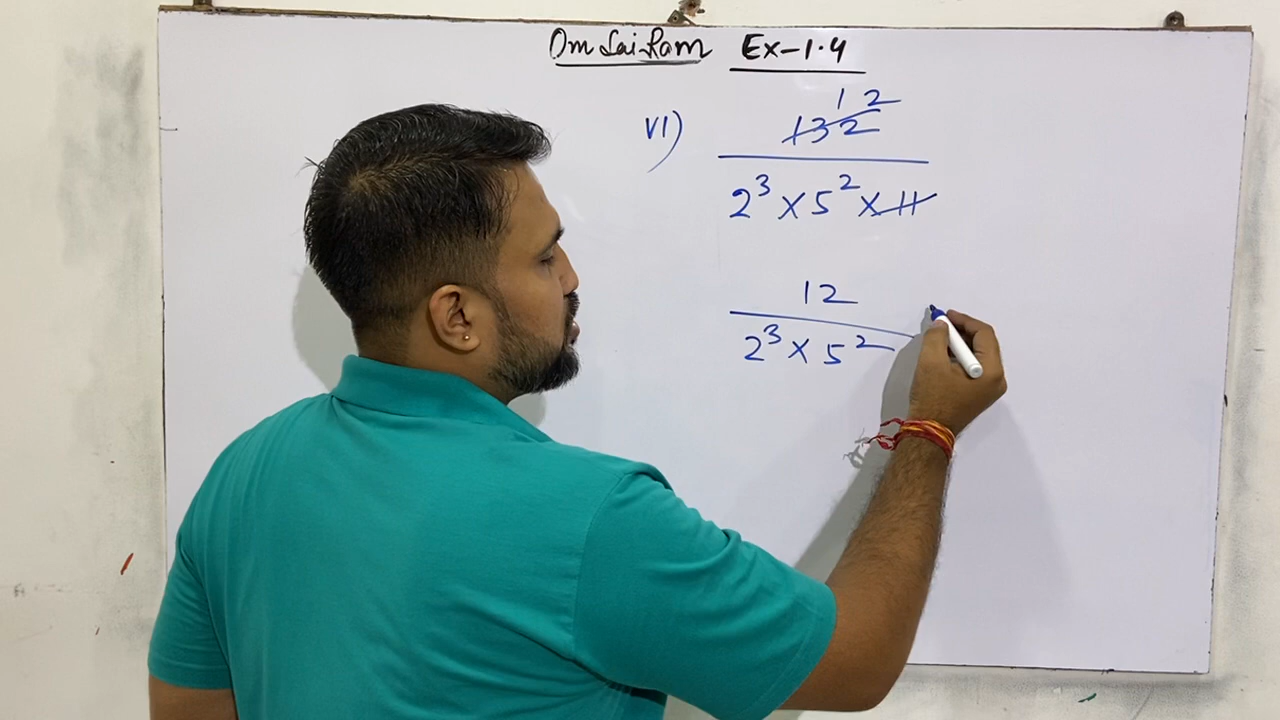 Om Sai Ram Ex-1.4
12
VI) 132
2³ × 5² × 11
12
2³ × 5²